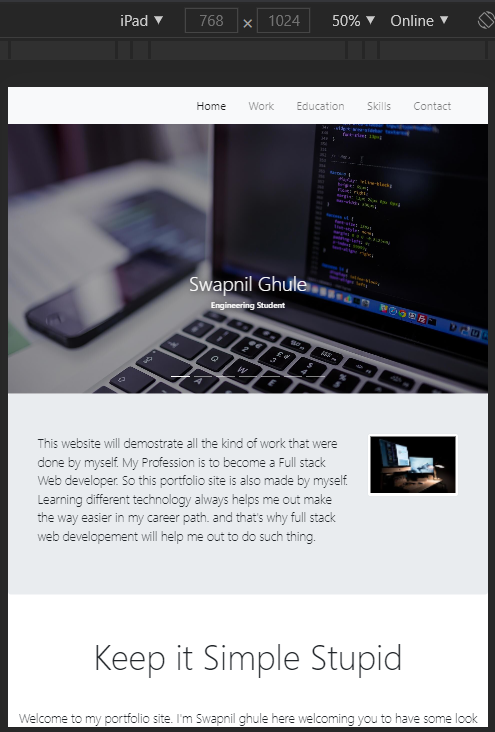 iPad ▼ 768 × 1024 50% ▼ Online ▼
Home Work Education Skills Contact
Swapnil Ghule
Engineering Student
This website will demostrate all the kind of work that were
done by myself. My Profession is to become a Full stack
Web developer. So this portfolio site is also made by myself.
Learning different technology always helps me out make
the way easier in my career path. and that's why full stack
web developement will help me out to do such thing.
Keep it Simple Stupid
Welcome to my portfolio site. I'm Swapnil ghule here welcoming you to have some look